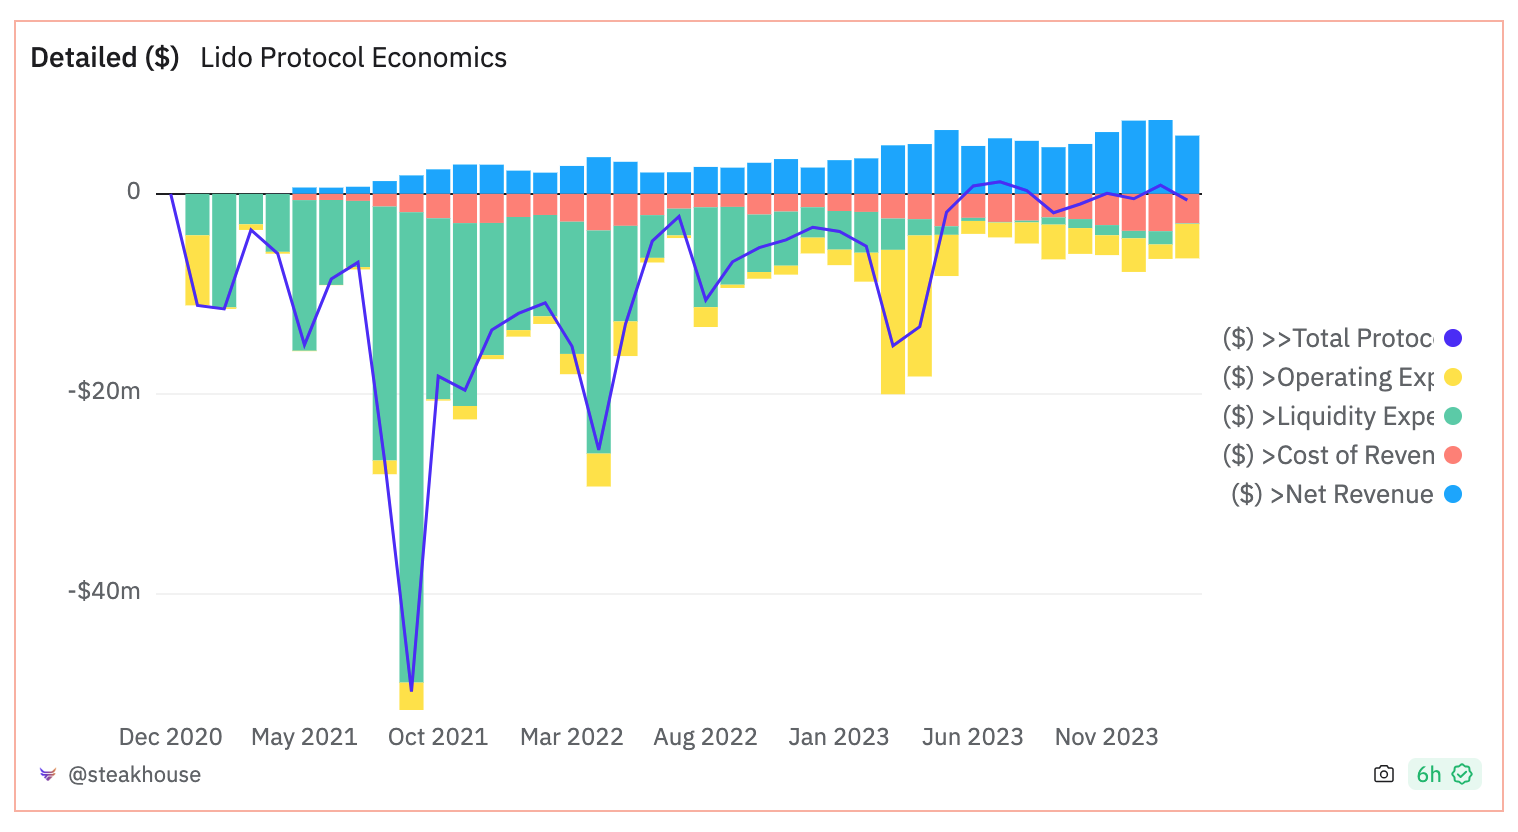 Detailed ($) Lido Protocol Economics
0
-$20m
-$40m
($) >>Total Protoc
($) >Operating Exp
($) >Liquidity Expe
($) >Cost of Reven
($) >Net Revenue
Dec 2020 May 2021 Oct 2021 Mar 2022 Aug 2022 Jan 2023 Jun 2023 Nov 2023
@steakhouse 6h